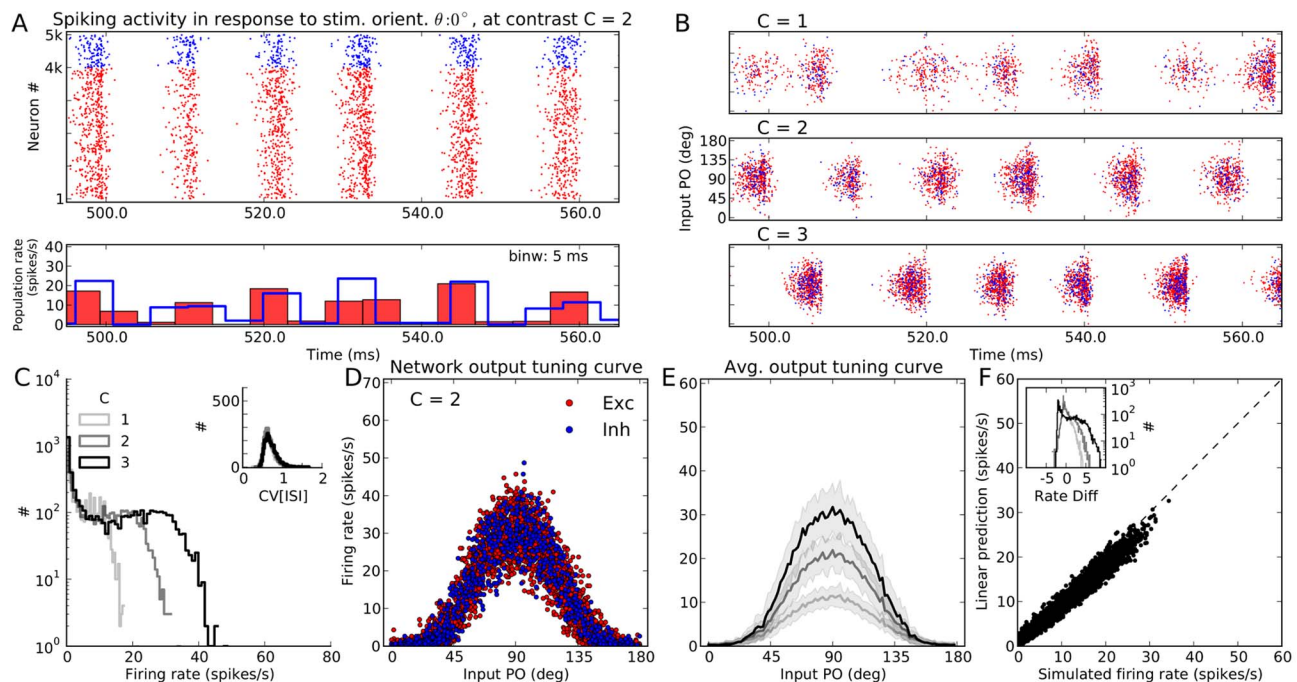 A
Spiking activity in response to stim. orient. θ:0°, at contrast C = 2
5k
4k
1
Neuron #
500.0 520.0 540.0 560.0
40
30
20
10
0
Population rate
(spikes/s)
binw: 5 ms
500.0 520.0 540.0 560.0
Time (ms)
B
C = 1
C = 2
180
135
90
45
0
Input PO (deg)
C = 3
500.0 520.0 540.0 560.0
Time (ms)
C
10^4
10^3
10^2
10^1
10^0
#
C
1
2
3
500
0
#
0 1 2
CV[ISI]
0 20 40 60 80
Firing rate (spikes/s)
D
Network output tuning curve
70
60
50
40
30
20
10
0
Firing rate (spikes/s)
C = 2
Exc
Inh
0 45 90 135 180
Input PO (deg)
E
Avg. output tuning curve
60
50
40
30
20
10
0
0 45 90 135 180
Input PO (deg)
F
60
50
40
30
20
10
0
Linear prediction (spikes/s)
10^3
10^2
10^1
10^0
#
−5 0 5
Rate Diff
0 10 20 30 40 50 60
Simulated firing rate (spikes/s)